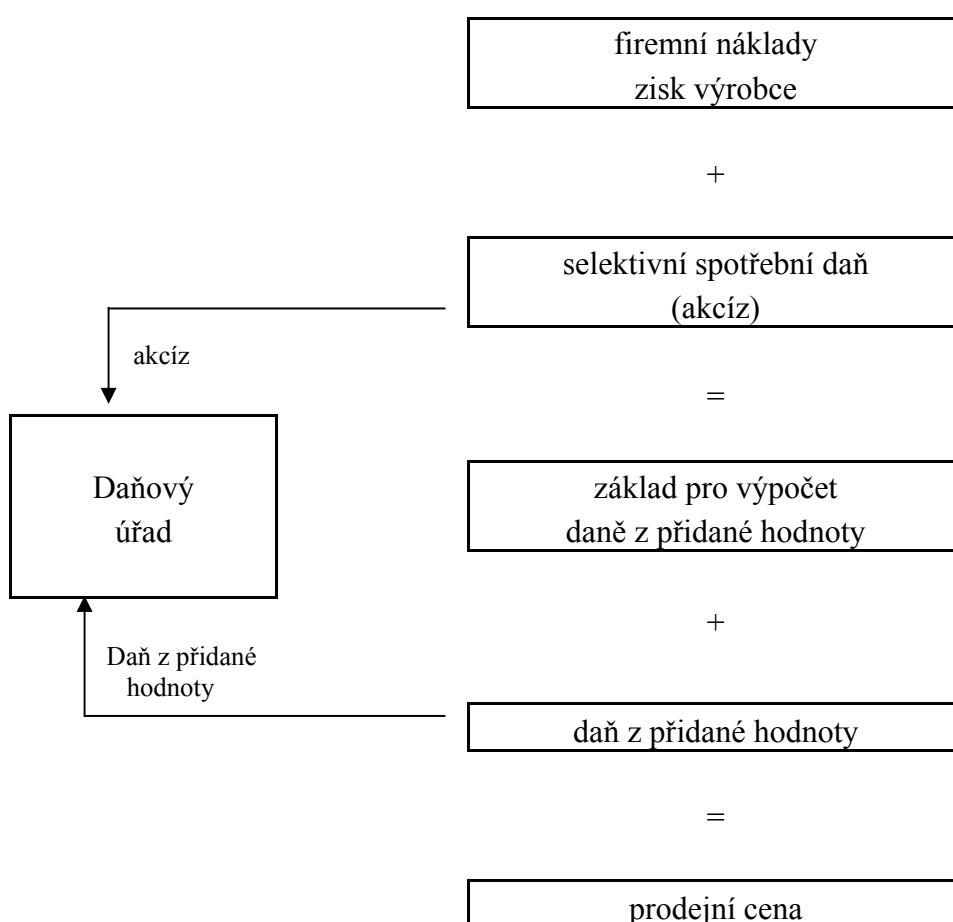 firemní náklady
zisk výrobce
+
selektivní spotřební daň
(akcíz)
akcíz
=
Daňový
úřad
základ pro výpočet
daně z přidané hodnoty
+
Daň z přidané
hodnoty
daň z přidané hodnoty
=
prodejní cena